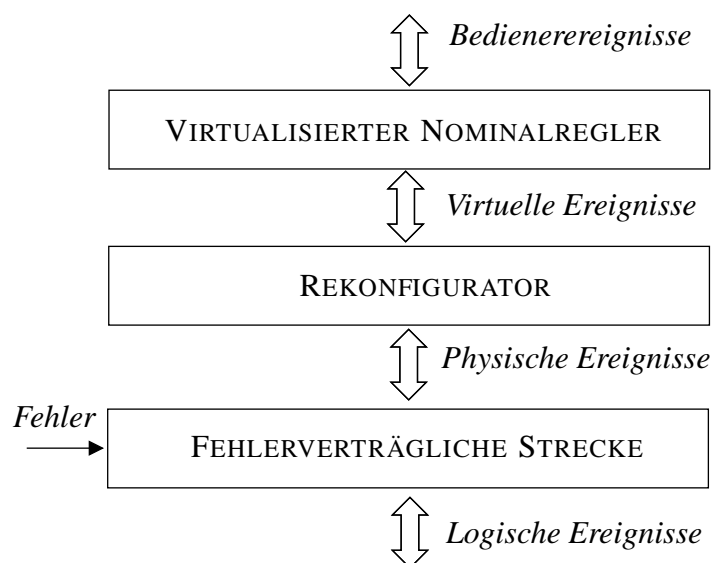 Bedienerereignisse
VIRTUALISIERTER NOMINALREGLER
Virtuelle Ereignisse
REKONFIGURATOR
Physische Ereignisse
Fehler
FEHLERVERTRÄGLICHE STRECKE
Logische Ereignisse